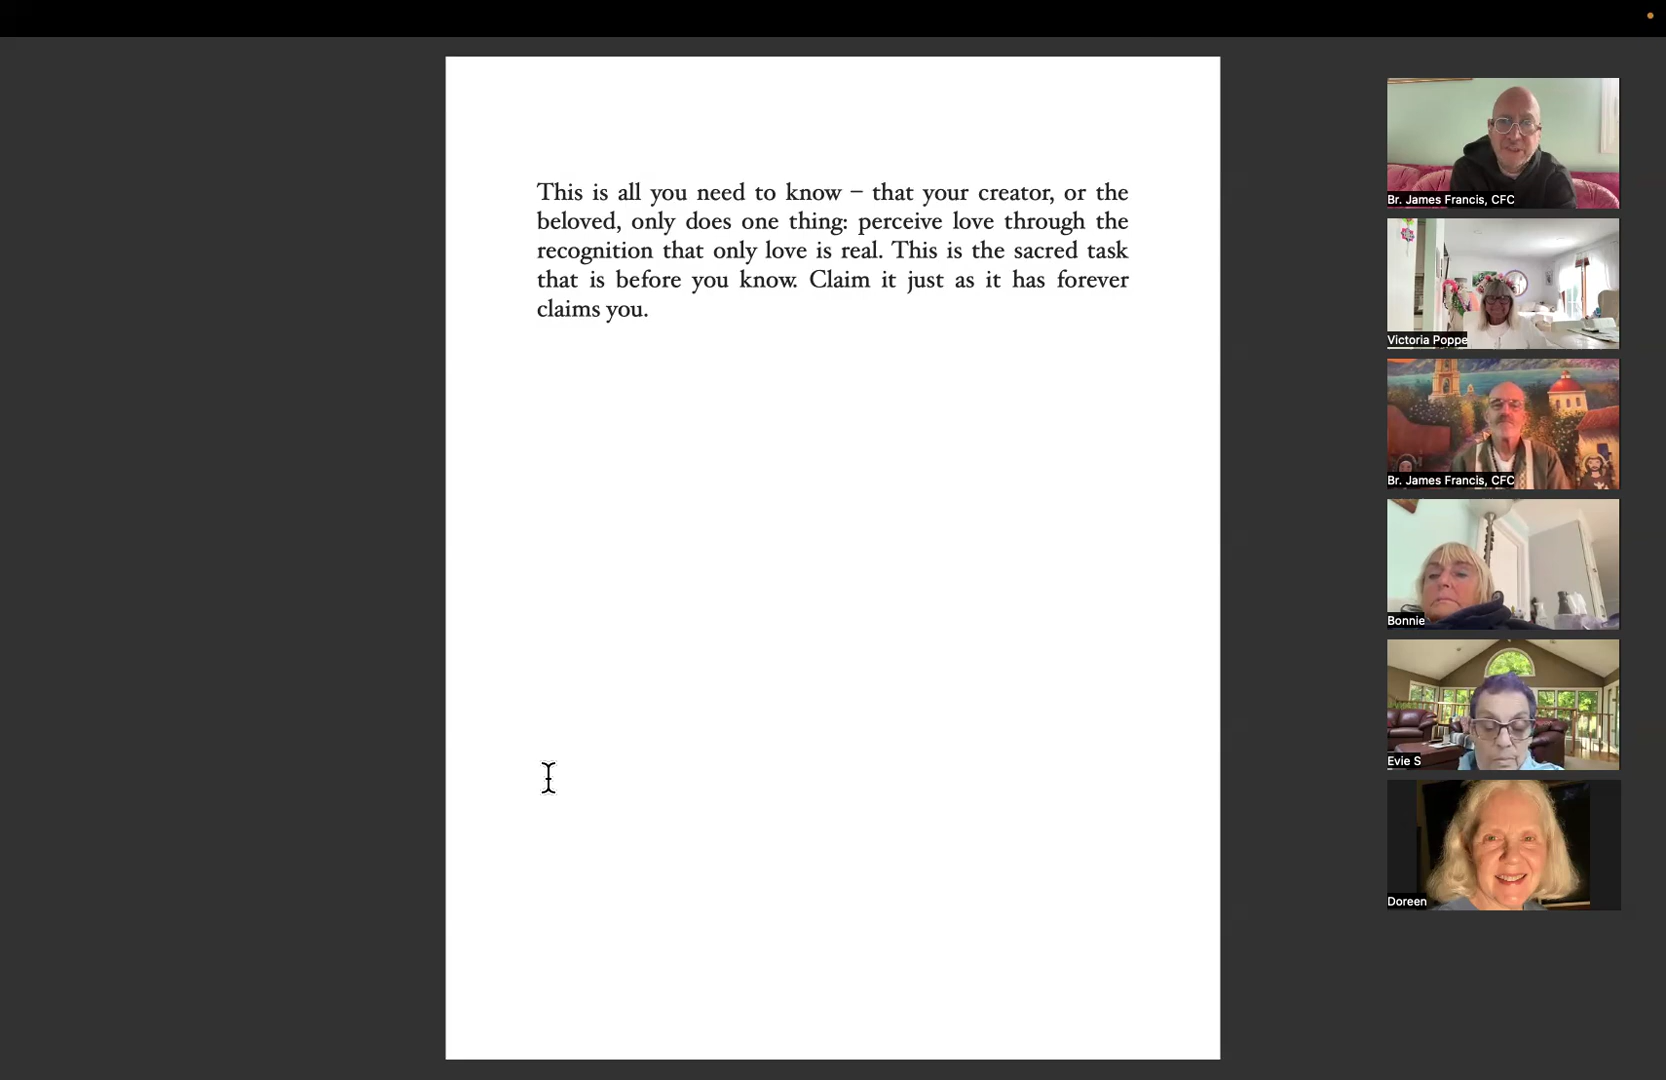 This is all you need to know – that your creator, or the
beloved, only does one thing: perceive love through the
recognition that only love is real. This is the sacred task
that is before you know. Claim it just as it has forever
claims you.
Br. James Francis, CFC
Victoria Poppe
Br. James Francis, CFC
Bonnie
Evie S
Doreen